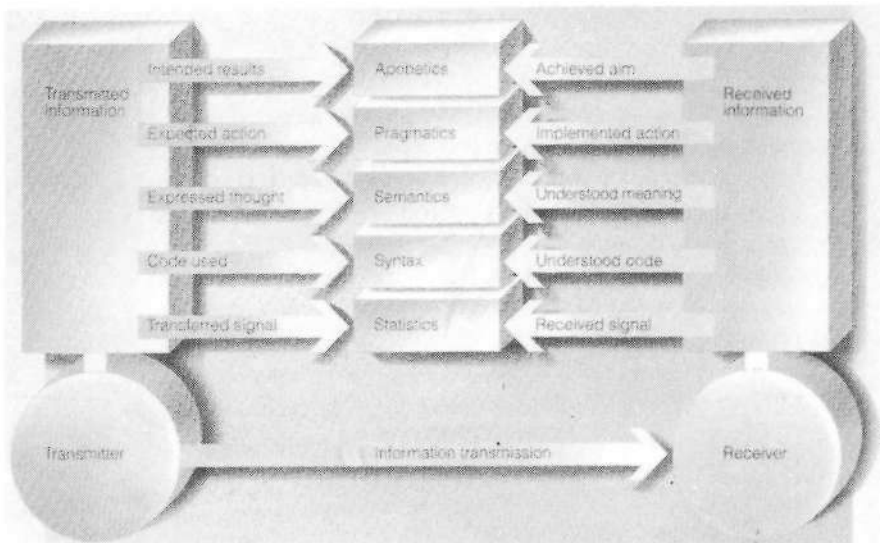 Intended results
Apobetics
Achieved aim
Transmitted
information
Received
information
Expected action
Pragmatics
Implemented action
Expressed thought
Semantics
Understood meaning
Code used
Syntax
Understood code
Transferred signal
Statistics
Received signal
Transmitter
Information transmission
Receiver